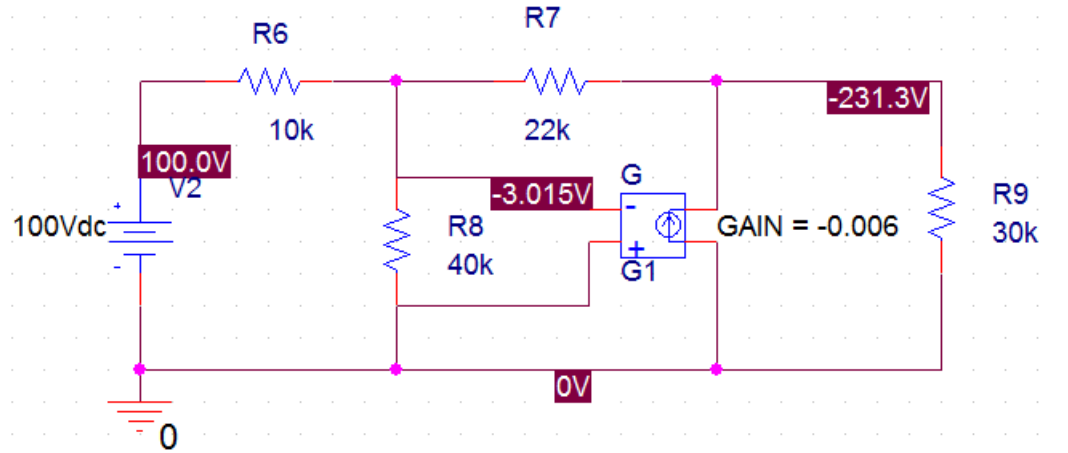 R7
R6
10k
22k
-231.3V
100.0V
V2
+
100Vdc
-
-3.015V
G
-
+
G1
GAIN = -0.006
R8
40k
R9
30k
0V
0